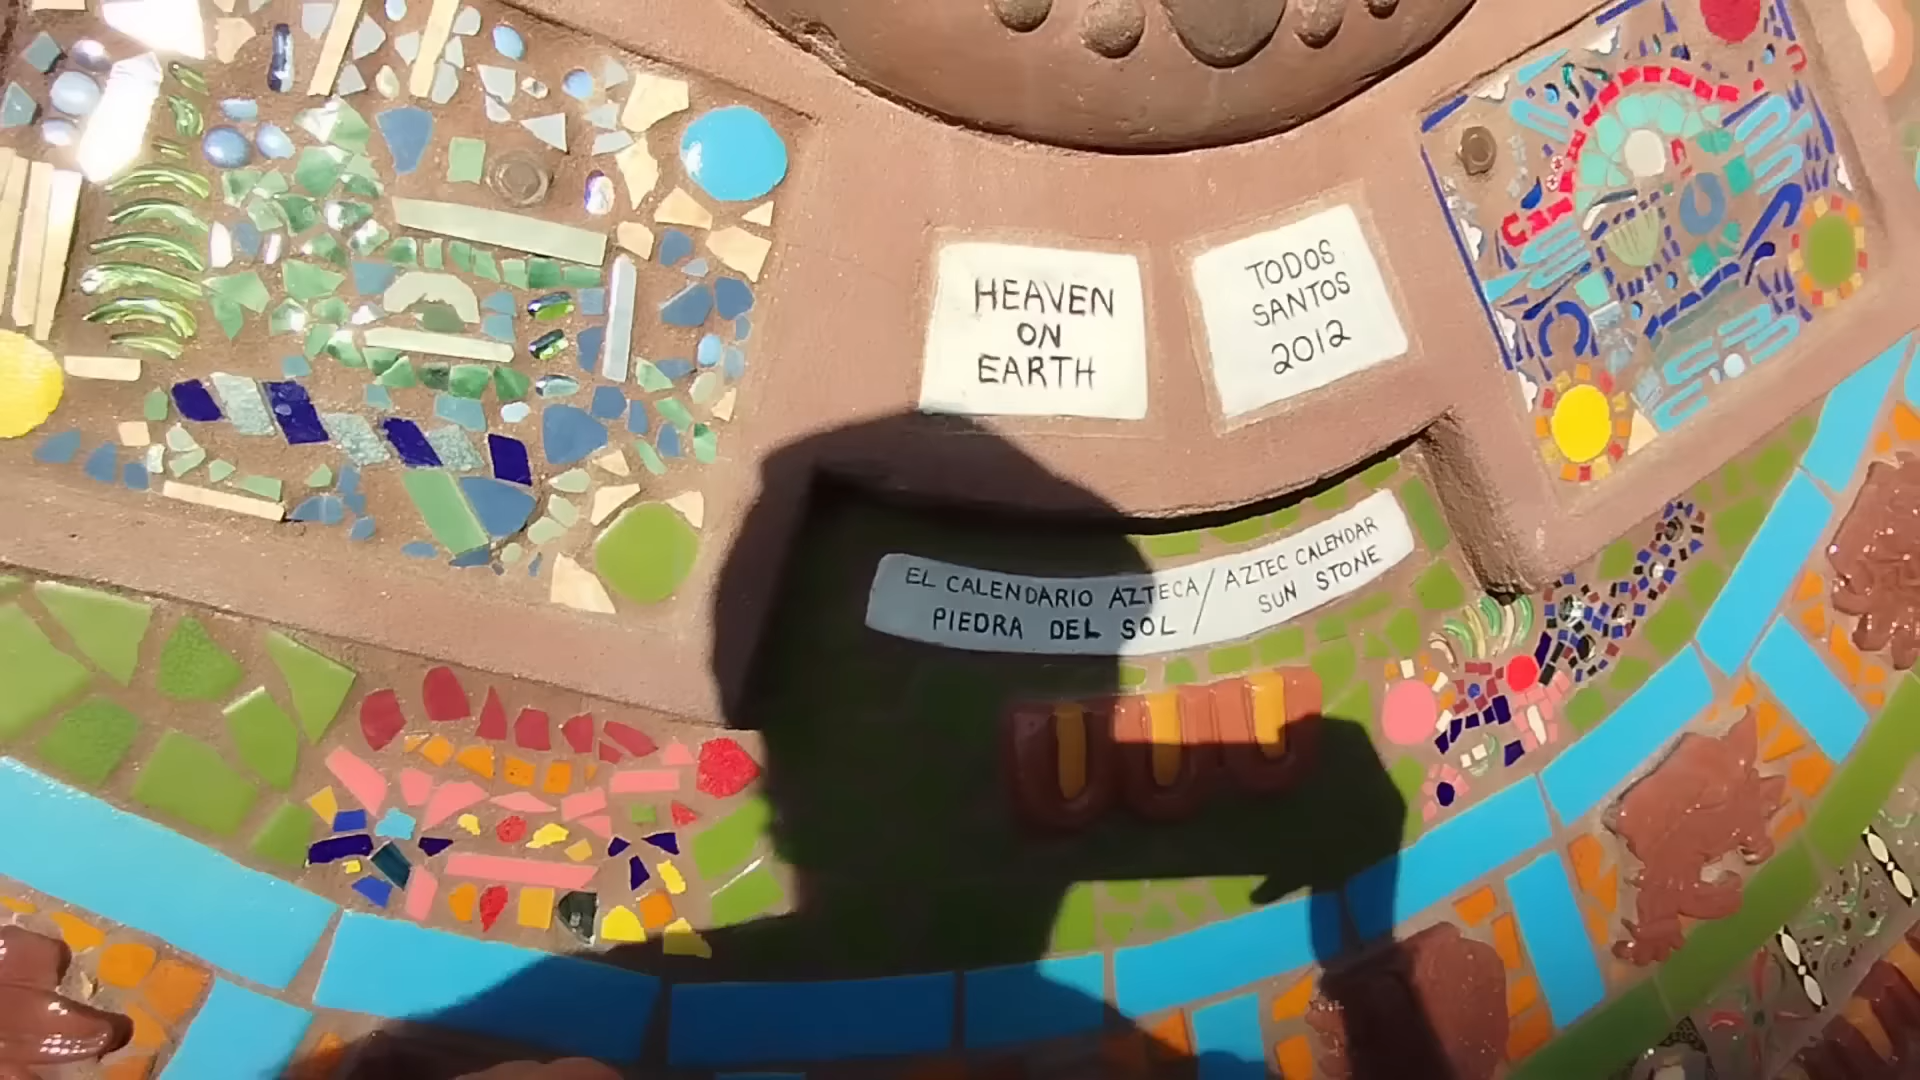 HEAVEN
ON
EARTH
TODOS
SANTOS
2012
EL CALENDARIO AZTECA / AZTEC CALENDAR
PIEDRA DEL SOL / SUN STONE